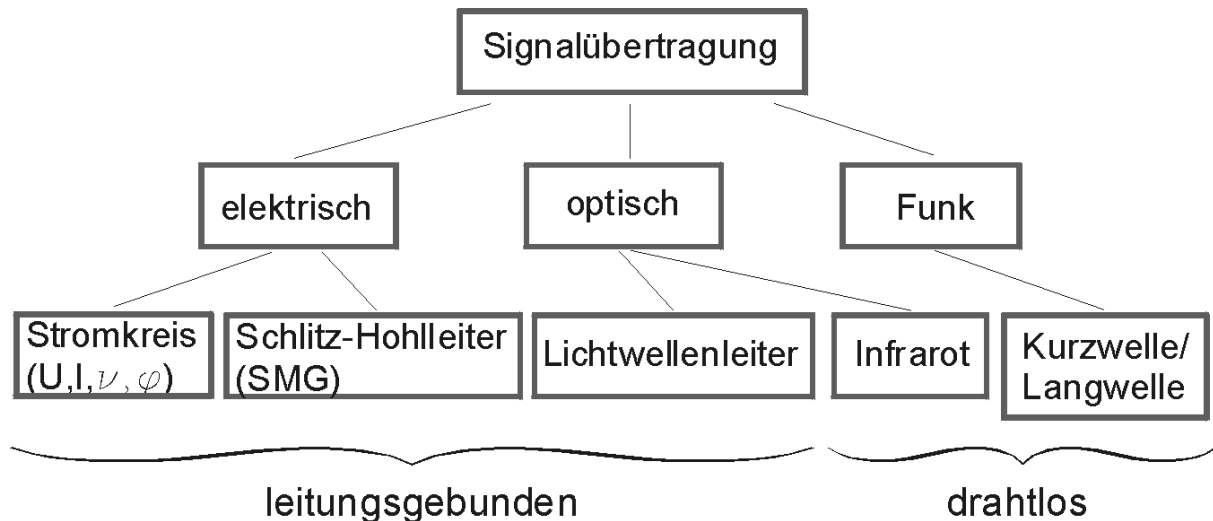 Signalübertragung
elektrisch
optisch
Funk
Stromkreis
(U,I,ν,φ)
Schlitz-Hohlleiter
(SMG)
Lichtwellenleiter
Infrarot
Kurzwelle/
Langwelle
leitungsgebunden
drahtlos